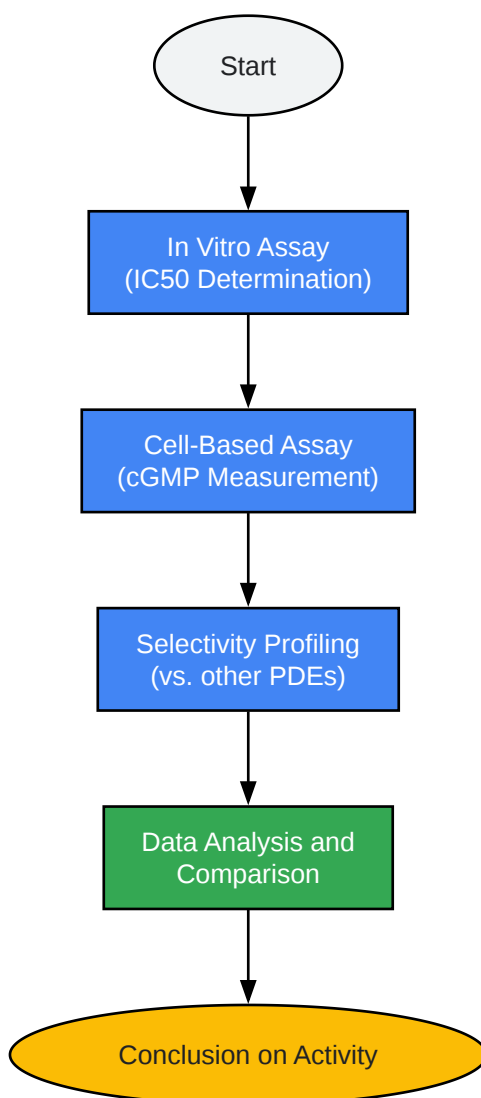 Start
In Vitro Assay
(IC50 Determination)
Cell-Based Assay
(cGMP Measurement)
Selectivity Profiling
(vs. other PDEs)
Data Analysis and
Comparison
Conclusion on Activity